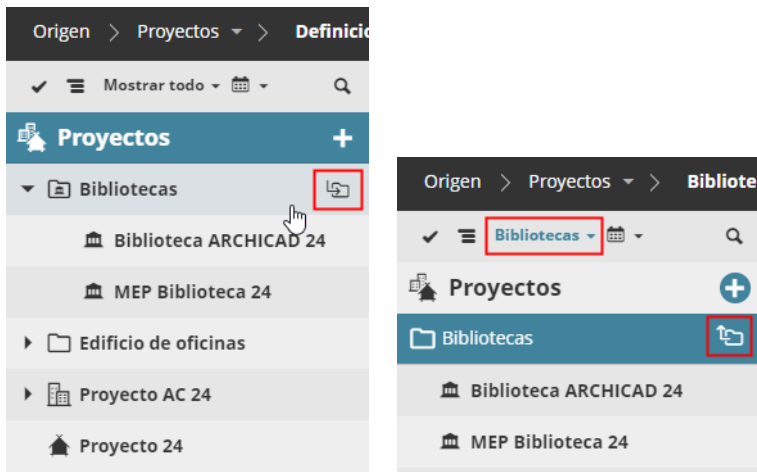 Origen > Proyectos >
Definicio
Mostrar todo
Proyectos
Bibliotecas
Biblioteca ARCHICAD 24
MEP Biblioteca 24
Edificio de oficinas
Proyecto AC 24
Proyecto 24
Origen > Proyectos >
Bibliote
Bibliotecas
Proyectos
Bibliotecas
Biblioteca ARCHICAD 24
MEP Biblioteca 24